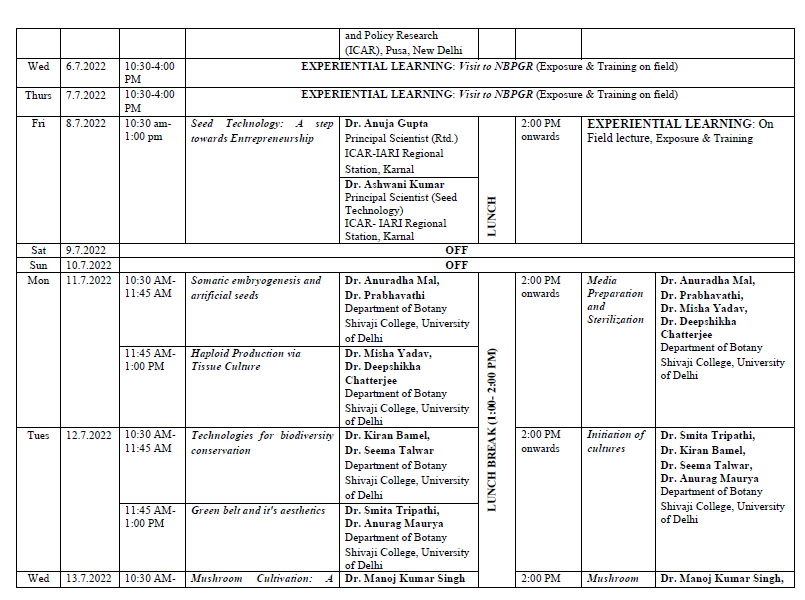 and Policy Research
(ICAR), Pusa, New Delhi
Wed 6.7.2022 10:30-4:00 EXPERIENTIAL LEARNING: Visit to NBPGR (Exposure & Training on field)
PM
Thurs 7.7.2022 10:30-4:00 EXPERIENTIAL LEARNING: Visit to NBPGR (Exposure & Training on field)
PM
Fri 8.7.2022 10:30 am-
1:00 pm
Seed Technology: A step
towards Entrepreneurship
Dr. Anuja Gupta
Principal Scientist (Rtd.)
ICAR-IARI Regional
Station, Karnal
Dr. Ashwani Kumar
Principal Scientist (Seed
Technology)
ICAR- IARI Regional
Station, Karnal
LUNCH
2:00 PM
onwards
EXPERIENTIAL LEARNING: On
Field lecture, Exposure & Training
Sat 9.7.2022 OFF
Sun 10.7.2022 OFF
Mon 11.7.2022 10:30 AM-
11:45 AM
Somatic embryogenesis and
artificial seeds
Dr. Anuradha Mal,
Dr. Prabhavathi
Department of Botany
Shivaji College, University
of Delhi
11:45 AM-
1:00 PM
Haploid Production via
Tissue Culture
Dr. Misha Yadav,
Dr. Deepshikha
Chatterjee
Department of Botany
Shivaji College, University
of Delhi
LUNCH BREAK (1:00- 2:00 PM)
2:00 PM
onwards
Media
Preparation
and
Sterilization
Dr. Anuradha Mal,
Dr. Prabhavathi,
Dr. Misha Yadav,
Dr. Deepshikha
Chatterjee
Department of Botany
Shivaji College, University
of Delhi
Tues 12.7.2022 10:30 AM-
11:45 AM
Technologies for biodiversity
conservation
Dr. Kiran Bamel,
Dr. Seema Talwar
Department of Botany
Shivaji College, University
of Delhi
11:45 AM-
1:00 PM
Green belt and it's aesthetics
Dr. Smita Tripathi,
Dr. Anurag Maurya
Department of Botany
Shivaji College, University
of Delhi
2:00 PM
onwards
Initiation of
cultures
Dr. Smita Tripathi,
Dr. Kiran Bamel,
Dr. Seema Talwar,
Dr. Anurag Maurya
Department of Botany
Shivaji College, University
of Delhi
Wed 13.7.2022 10:30 AM- Mushroom Cultivation: A Dr. Manoj Kumar Singh 2:00 PM Mushroom Dr. Manoj Kumar Singh,